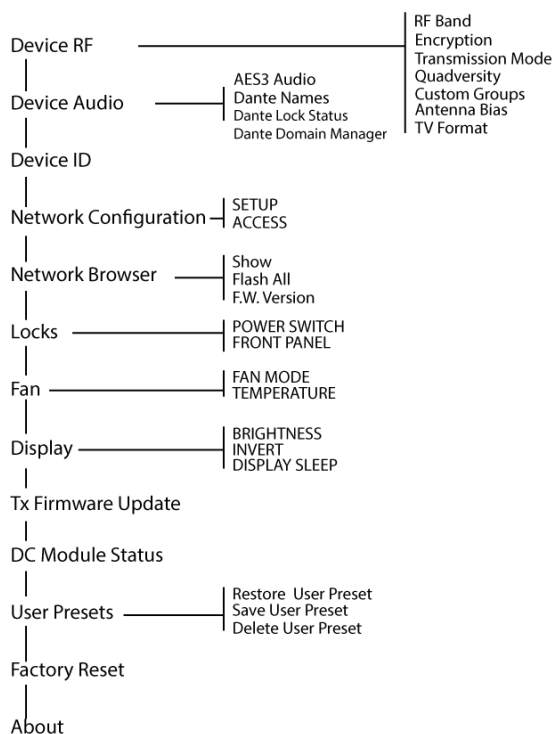 Device RF
RF Band
Encryption
Transmission Mode
Quadversity
Custom Groups
Antenna Bias
TV Format
Device Audio
AES3 Audio
Dante Names
Dante Lock Status
Dante Domain Manager
Device ID
Network Configuration
SETUP
ACCESS
Network Browser
Show
Flash All
F.W. Version
Locks
POWER SWITCH
FRONT PANEL
Fan
FAN MODE
TEMPERATURE
Display
BRIGHTNESS
INVERT
DISPLAY SLEEP
Tx Firmware Update
DC Module Status
User Presets
Restore User Preset
Save User Preset
Delete User Preset
Factory Reset
About